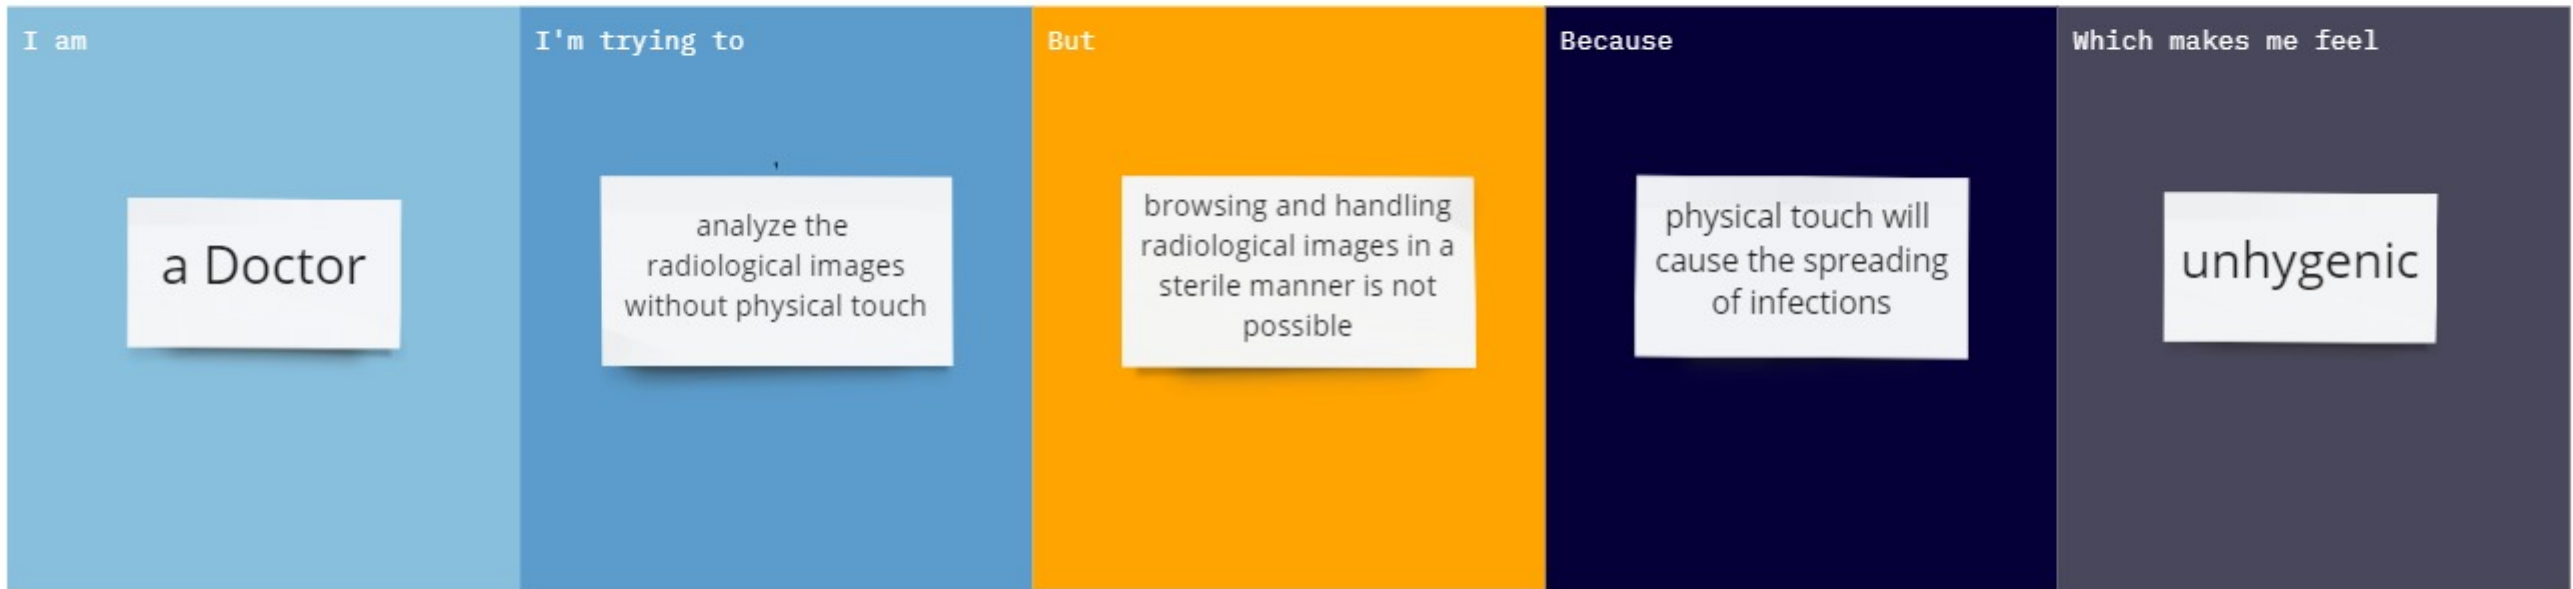 I am
I'm trying to
But
Because
Which makes me feel
a Doctor
analyze the
radiological images
without physical touch
browsing and handling
radiological images in a
sterile manner is not
possible
physical touch will
cause the spreading
of infections
unhygenic